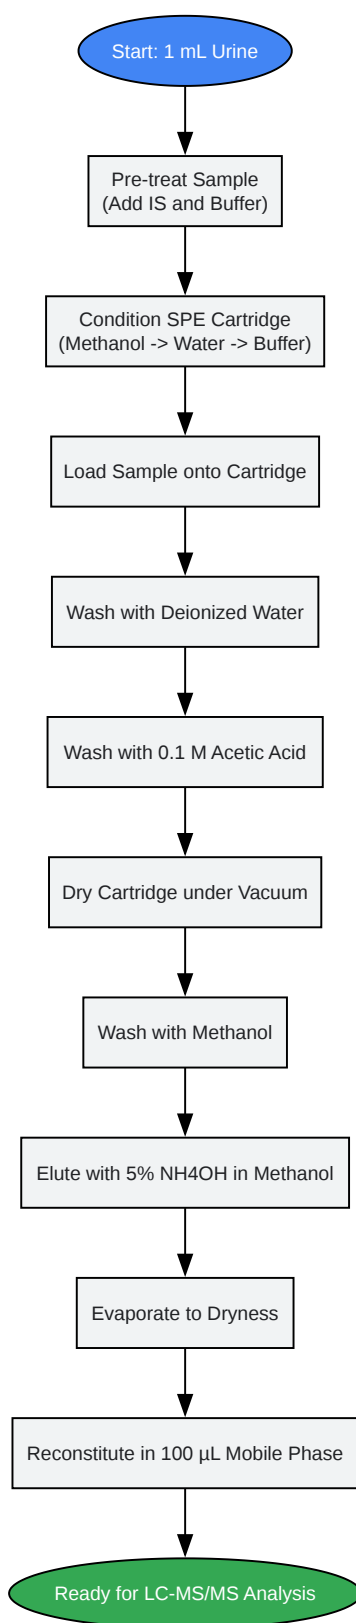 Start: 1 mL Urine
Pre-treat Sample
(Add IS and Buffer)
Condition SPE Cartridge
(Methanol -> Water -> Buffer)
Load Sample onto Cartridge
Wash with Deionized Water
Wash with 0.1 M Acetic Acid
Dry Cartridge under Vacuum
Wash with Methanol
Elute with 5% NH4OH in Methanol
Evaporate to Dryness
Reconstitute in 100 µL Mobile Phase
Ready for LC-MS/MS Analysis